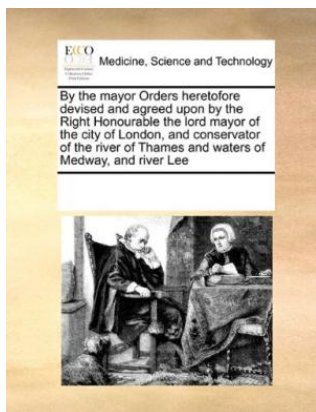 ECCO
Medicine, Science and Technology
By the mayor Orders heretofore
devised and agreed upon by the
Right Honourable the lord mayor of
the city of London, and conservator
of the river of Thames and waters of
Medway, and river Lee